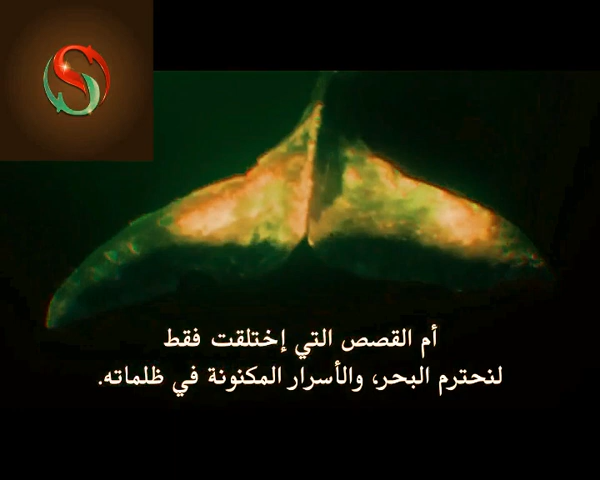 أم القصص التي إختلقت فقط
لنحترم البحر، والأسرار المكنونة في ظلماته.